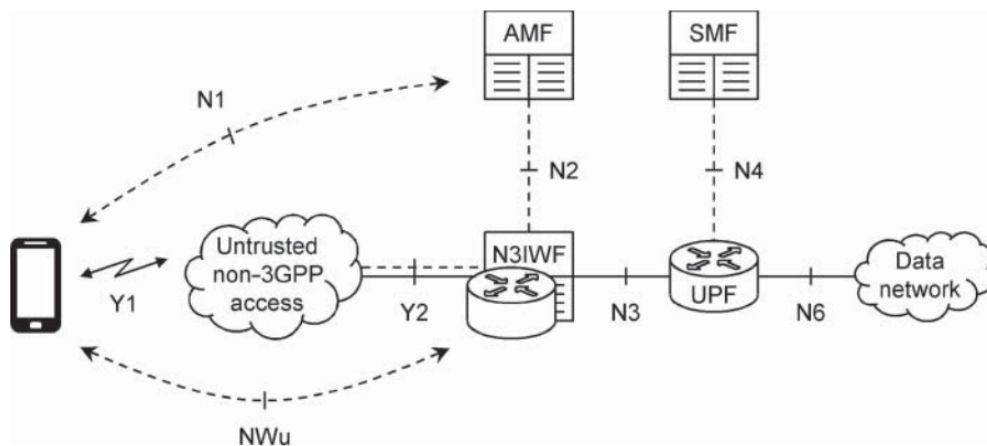 AMF
SMF
N1
N2
N4
Untrusted
non-3GPP
access
N3IWF
Data
network
UPF
Y1
Y2
N3
N6
NWu